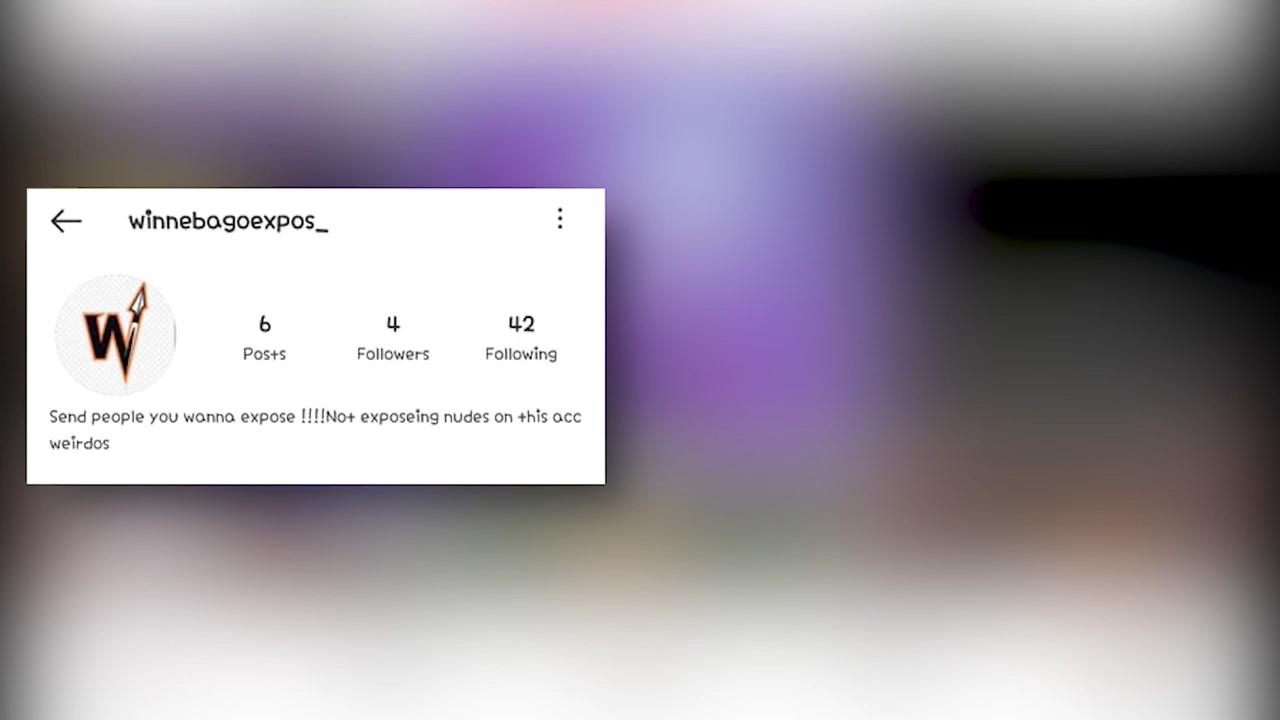 winnebagoexpos_
W
6 4 42
Posts Followers Following
Send people you wanna expose !!!!Not exposeing nudes on this acc
weirdos